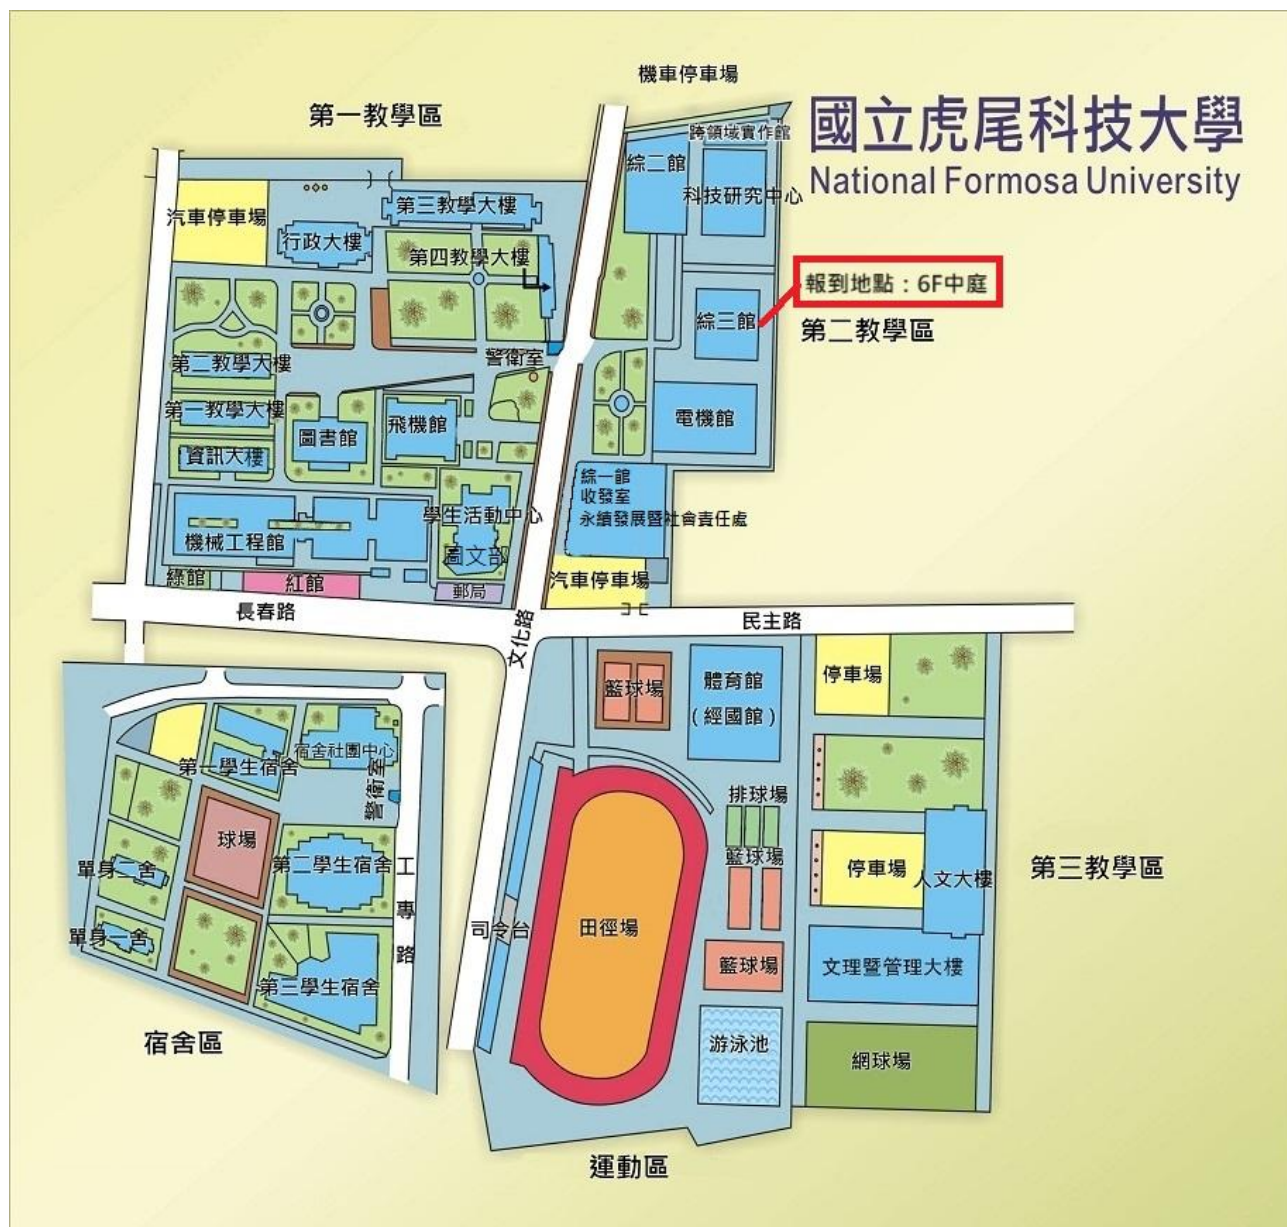 機車停車場
第一教學區
國立虎尾科技大學
National Formosa University
跨領域實作館
綜二館
科技研究中心
汽車停車場
行政大樓
第三教學大樓
第四教學大樓
報到地點：6F中庭
綜三館
第二教學區
警衛室
第二教學大樓
第一教學大樓
圖書館
飛機館
電機館
資訊大樓
綜一館
收發室
永續發展暨社會責任處
學生活動中心
機械工程館
圖文部
綠館
紅館
郵局
汽車停車場
長春路
文化路
民主路
籃球場
體育館
(經國館)
停車場
宿舍社團中心
第一學生宿舍
警衛室
排球場
球場
籃球場
停車場
人文大樓
第三教學區
單身二舍
第二學生宿舍
工專路
單身一舍
司令台
田徑場
籃球場
文理暨管理大樓
第三學生宿舍
宿舍區
游泳池
網球場
運動區